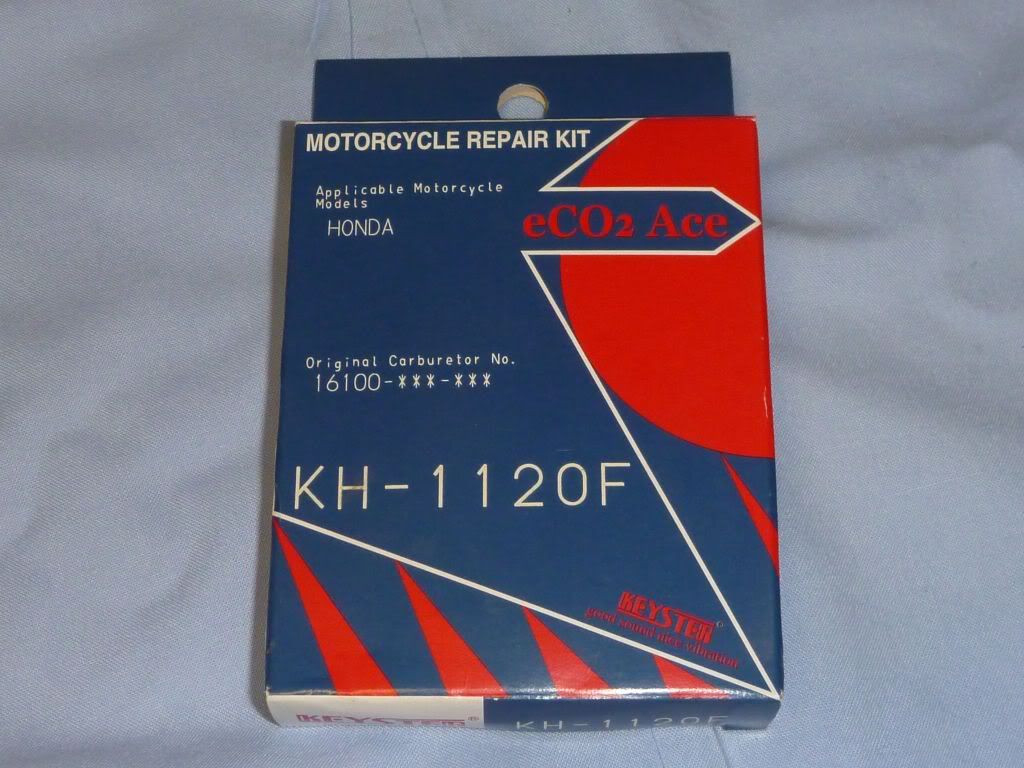 MOTORCYCLE REPAIR KIT
Applicable Motorcycle
Models
HONDA
eCO2 Ace
Original Carburetor No.
16100-***-***
KH-1120F
KEYSTER
good sound nice vibration
KEYSTER®
KH-1120F